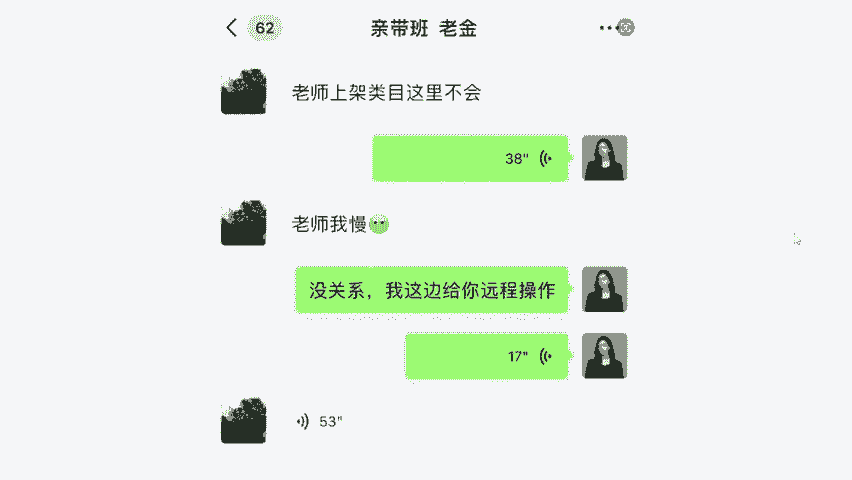 62
亲带班 老金
老师上架类目这里不会
38"
老师我慢
没关系，我这边给你远程操作
17"
53"